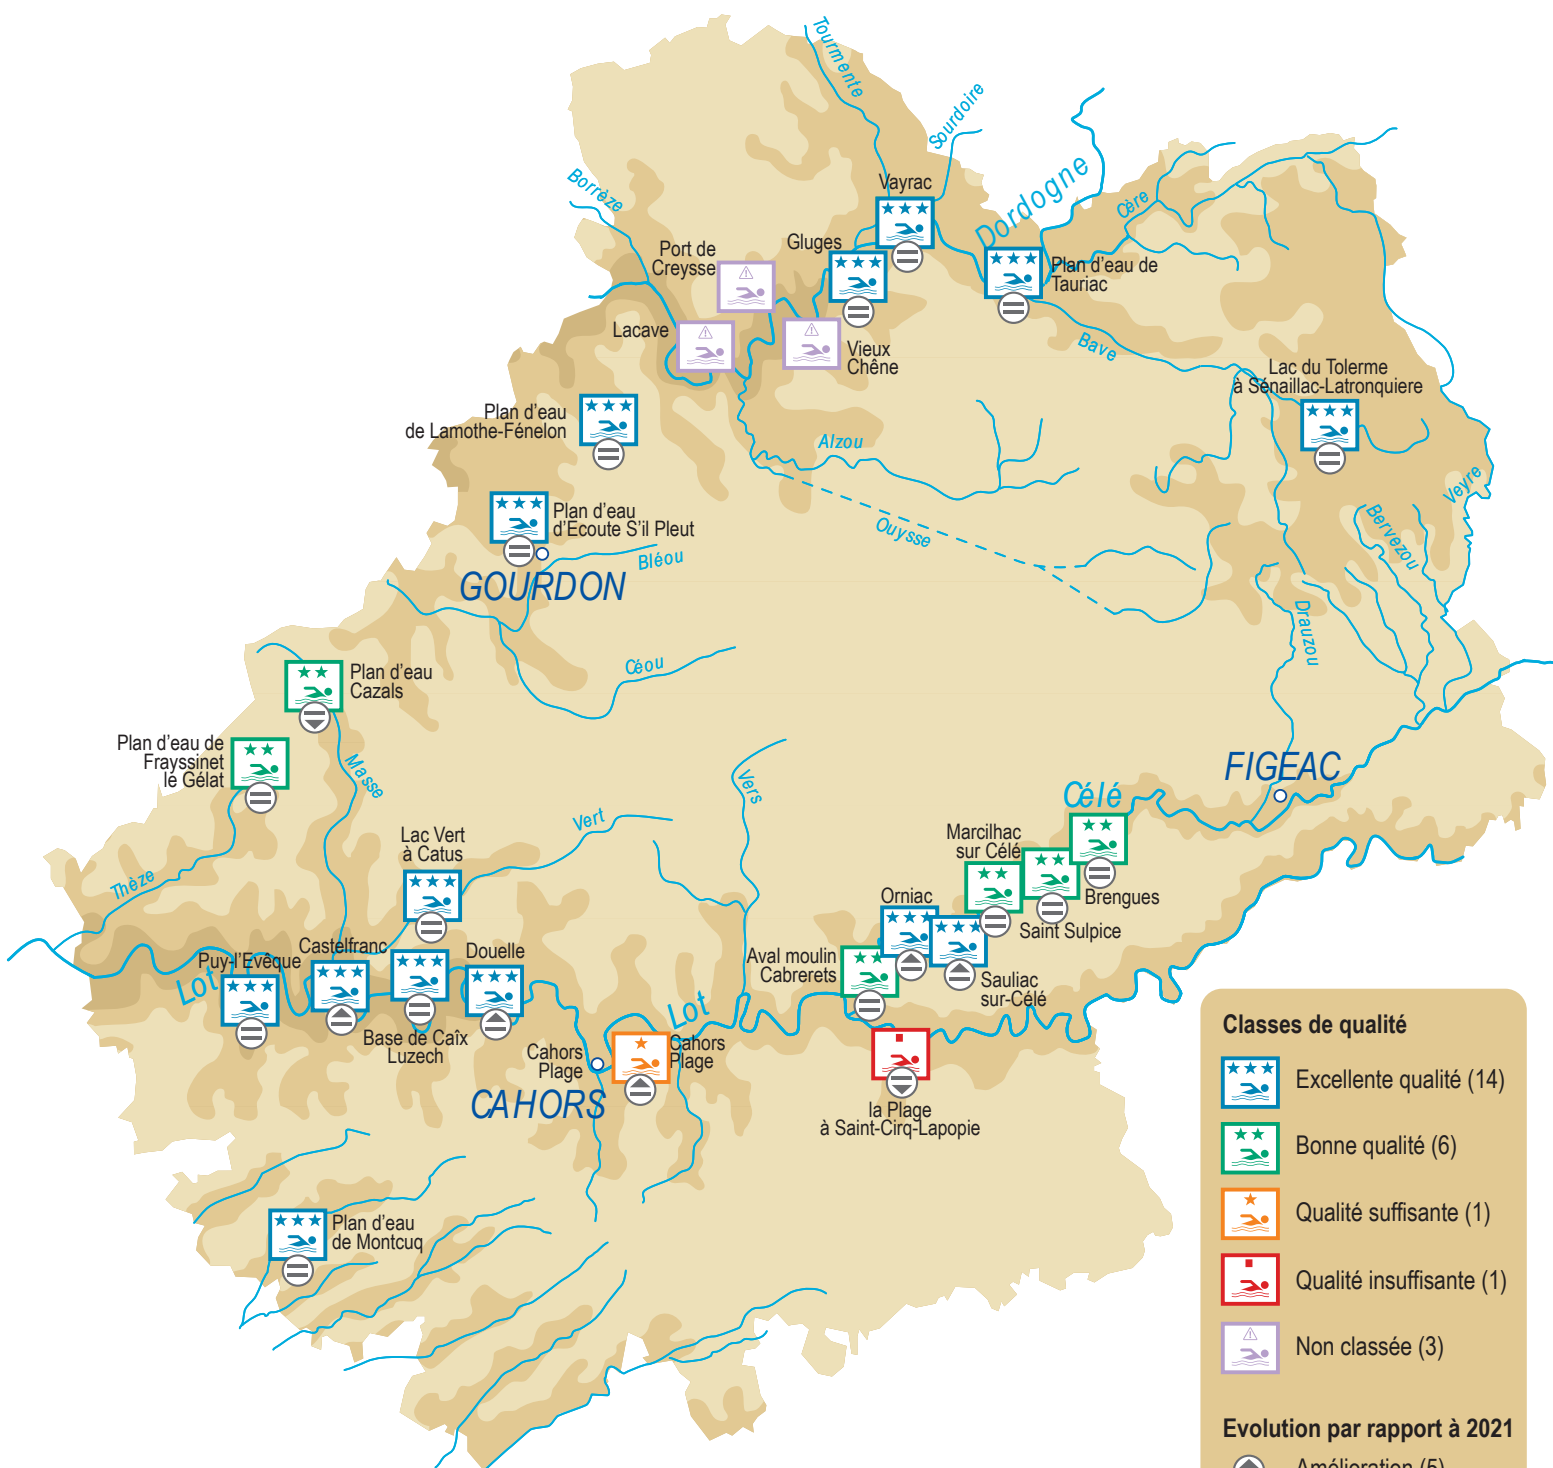 Tourmente
Sourdoire
Vayrac
Dordogne
Cère
Borrèze
Port de
Creysse
Gluges
Plan d'eau de
Tauriac
Lacave
Vieux
Chêne
Bave
Lac du Tolerme
à Sénaillac-Latronquiere
Plan d'eau
de Lamothe-Fénelon
Alzou
Veyre
Plan d'eau
d'Ecoute S'il Pleut
Ouysse
Bervezou
Bléou
GOURDON
Drauzou
Céou
Plan d'eau
Cazals
Plan d'eau de
Frayssinet
le Gélat
Masse
Vers
FIGEAC
Célé
Vert
Lac Vert
à Catus
Marcilhac
sur Célé
Thèze
Orniac
Brengues
Saint Sulpice
Castelfranc
Douelle
Puy-l'Evêque
Aval moulin
Cabrerets
Lot
Sauliac
sur-Célé
Lot
Base de Caîx
Luzech
Cahors
Plage
Cahors
Plage
CAHORS
la Plage
à Saint-Cirq-Lapopie
Plan d'eau
de Montcuq
Classes de qualité
Excellente qualité (14)
Bonne qualité (6)
Qualité suffisante (1)
Qualité insuffisante (1)
Non classée (3)
Evolution par rapport à 2021
Amélioration (5)